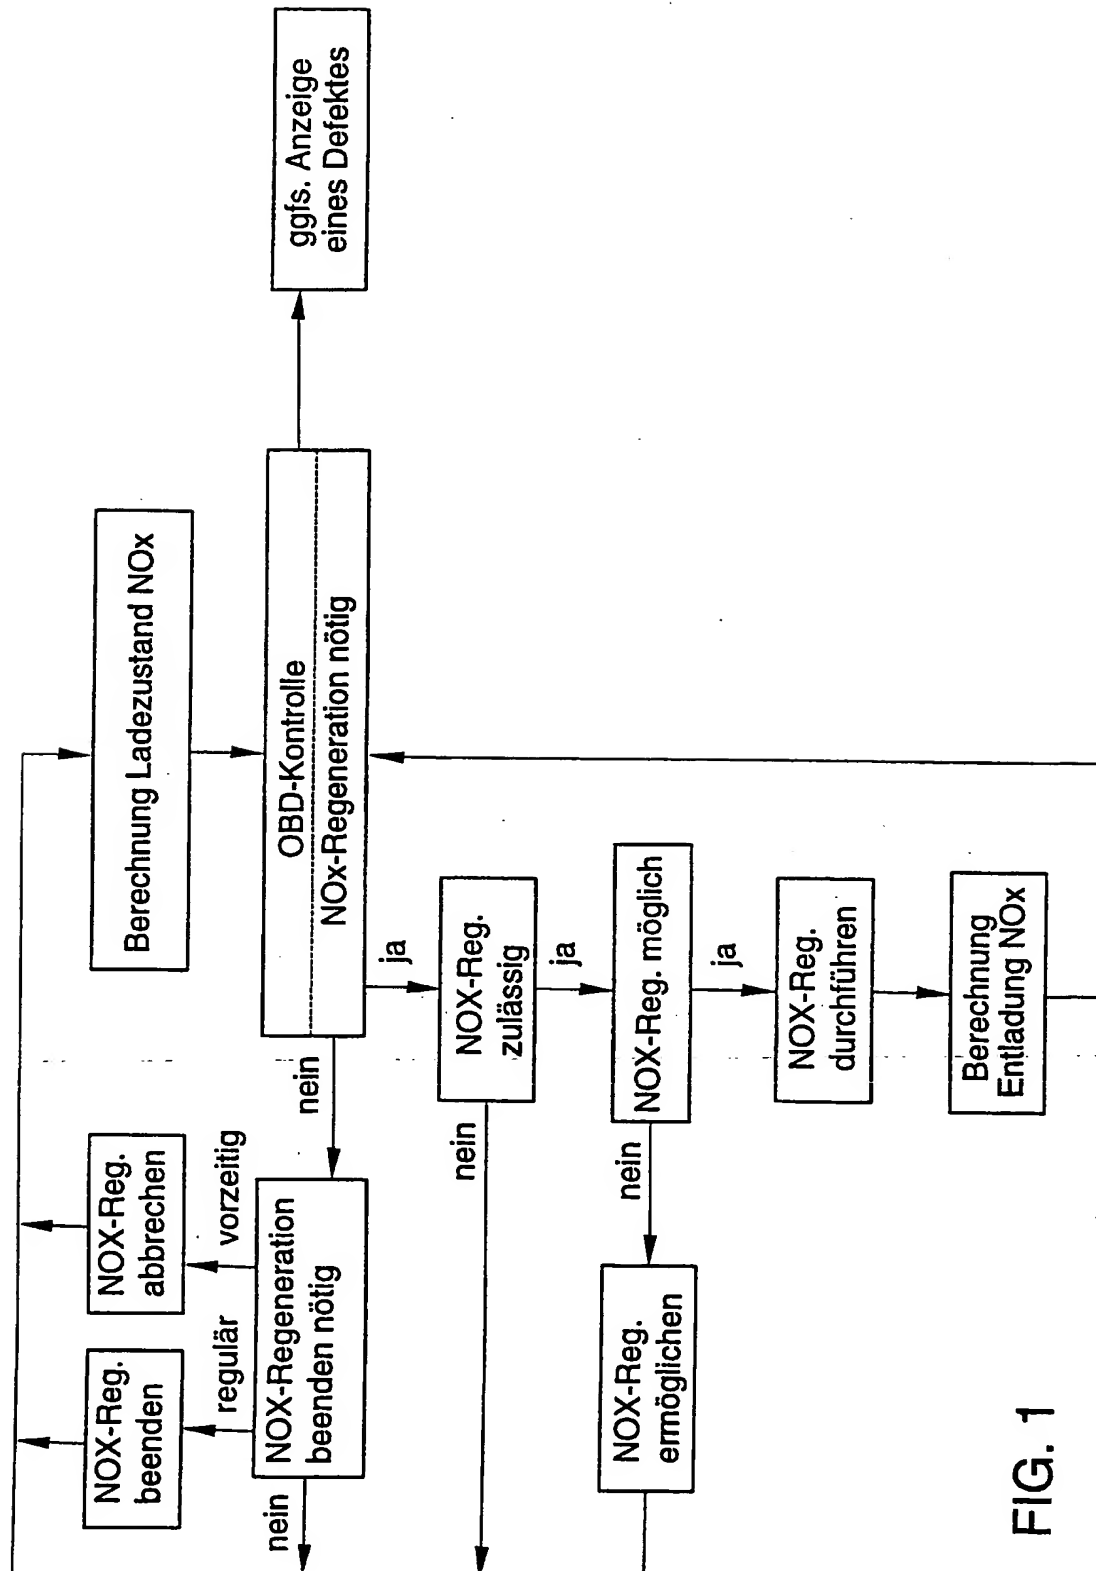 ggfs. Anzeige
eines Defektes
Berechnung Ladezustand NOx
OBD-Kontrolle
NOx-Regeneration nötig
ja
nein
NOX-Reg.
zulässig
ja
nein
NOX-Reg. möglich
ja
nein
NOX-Reg.
durchführen
Berechnung
Entladung NOx
NOX-Reg.
ermöglichen
NOX-Regeneration
beenden nötig
vorzeitig
regulär
nein
NOX-Reg.
abbrechen
NOX-Reg.
beenden
FIG. 1